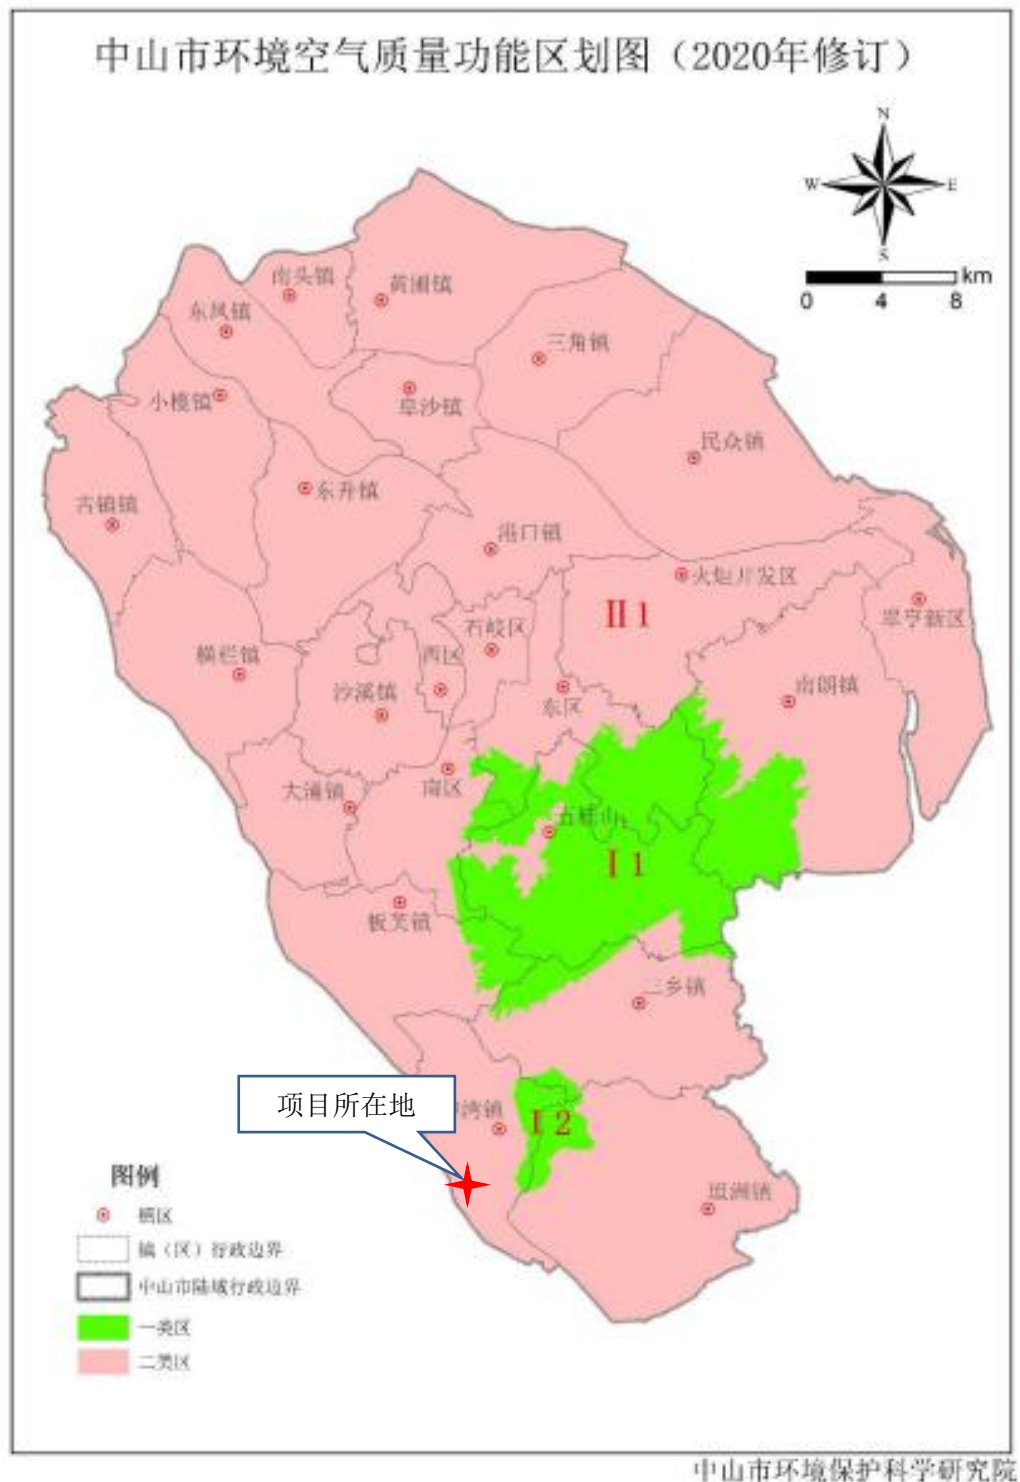 中山市环境空气质量功能区划图（2020年修订）
N
W
E
S
km
0 4 8
南头镇
黄圃镇
东凤镇
三角镇
小榄镇
阜沙镇
民众镇
古镇镇
东升镇
港口镇
火炬开发区
II 1
翠亨新区
石岐区
横栏镇
西区
沙溪镇
南朗镇
东区
南区
大涌镇
五桂山
I 1
板芙镇
三乡镇
项目所在地
湾镇
I 2
坦洲镇
图例
镇区
镇（区）行政边界
中山市陆域行政边界
一类区
二类区
中山市环境保护科学研究院